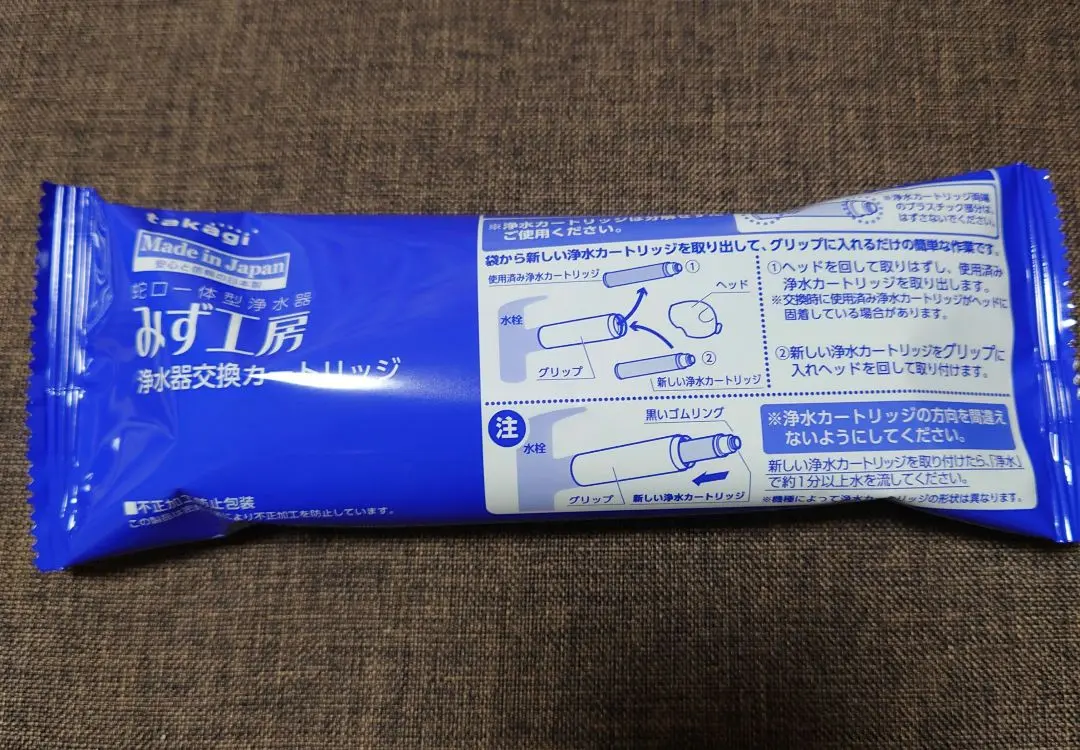 takagi
Made in Japan
安心と信頼の日本製
蛇口一体型浄水器
みず工房
浄水器交換カートリッジ
■不正加工防止包装
この製品は により不正加工を防止しています。
※浄水カートリッジは分解せず
ご使用ください。
※浄水カートリッジ両端
のプラスチック部分は、
はずさないでください。
袋から新しい浄水カートリッジを取り出して、グリップに入れるだけの簡単な作業です。
使用済み浄水カートリッジ
①
ヘッド
水栓
グリップ
②
新しい浄水カートリッジ
①ヘッドを回して取りはずし、使用済み
浄水カートリッジを取り出します。
※交換時に使用済み浄水カートリッジがヘッドに
固着している場合があります。
②新しい浄水カートリッジをグリップに
入れヘッドを回して取り付けます。
注
水栓
黒いゴムリング
グリップ
新しい浄水カートリッジ
※浄水カートリッジの方向を間違え
ないようにしてください。
新しい浄水カートリッジを取り付けたら、「浄水」
で約1分以上水を流してください。
※機種によって浄水カートリッジの形状は異なります。